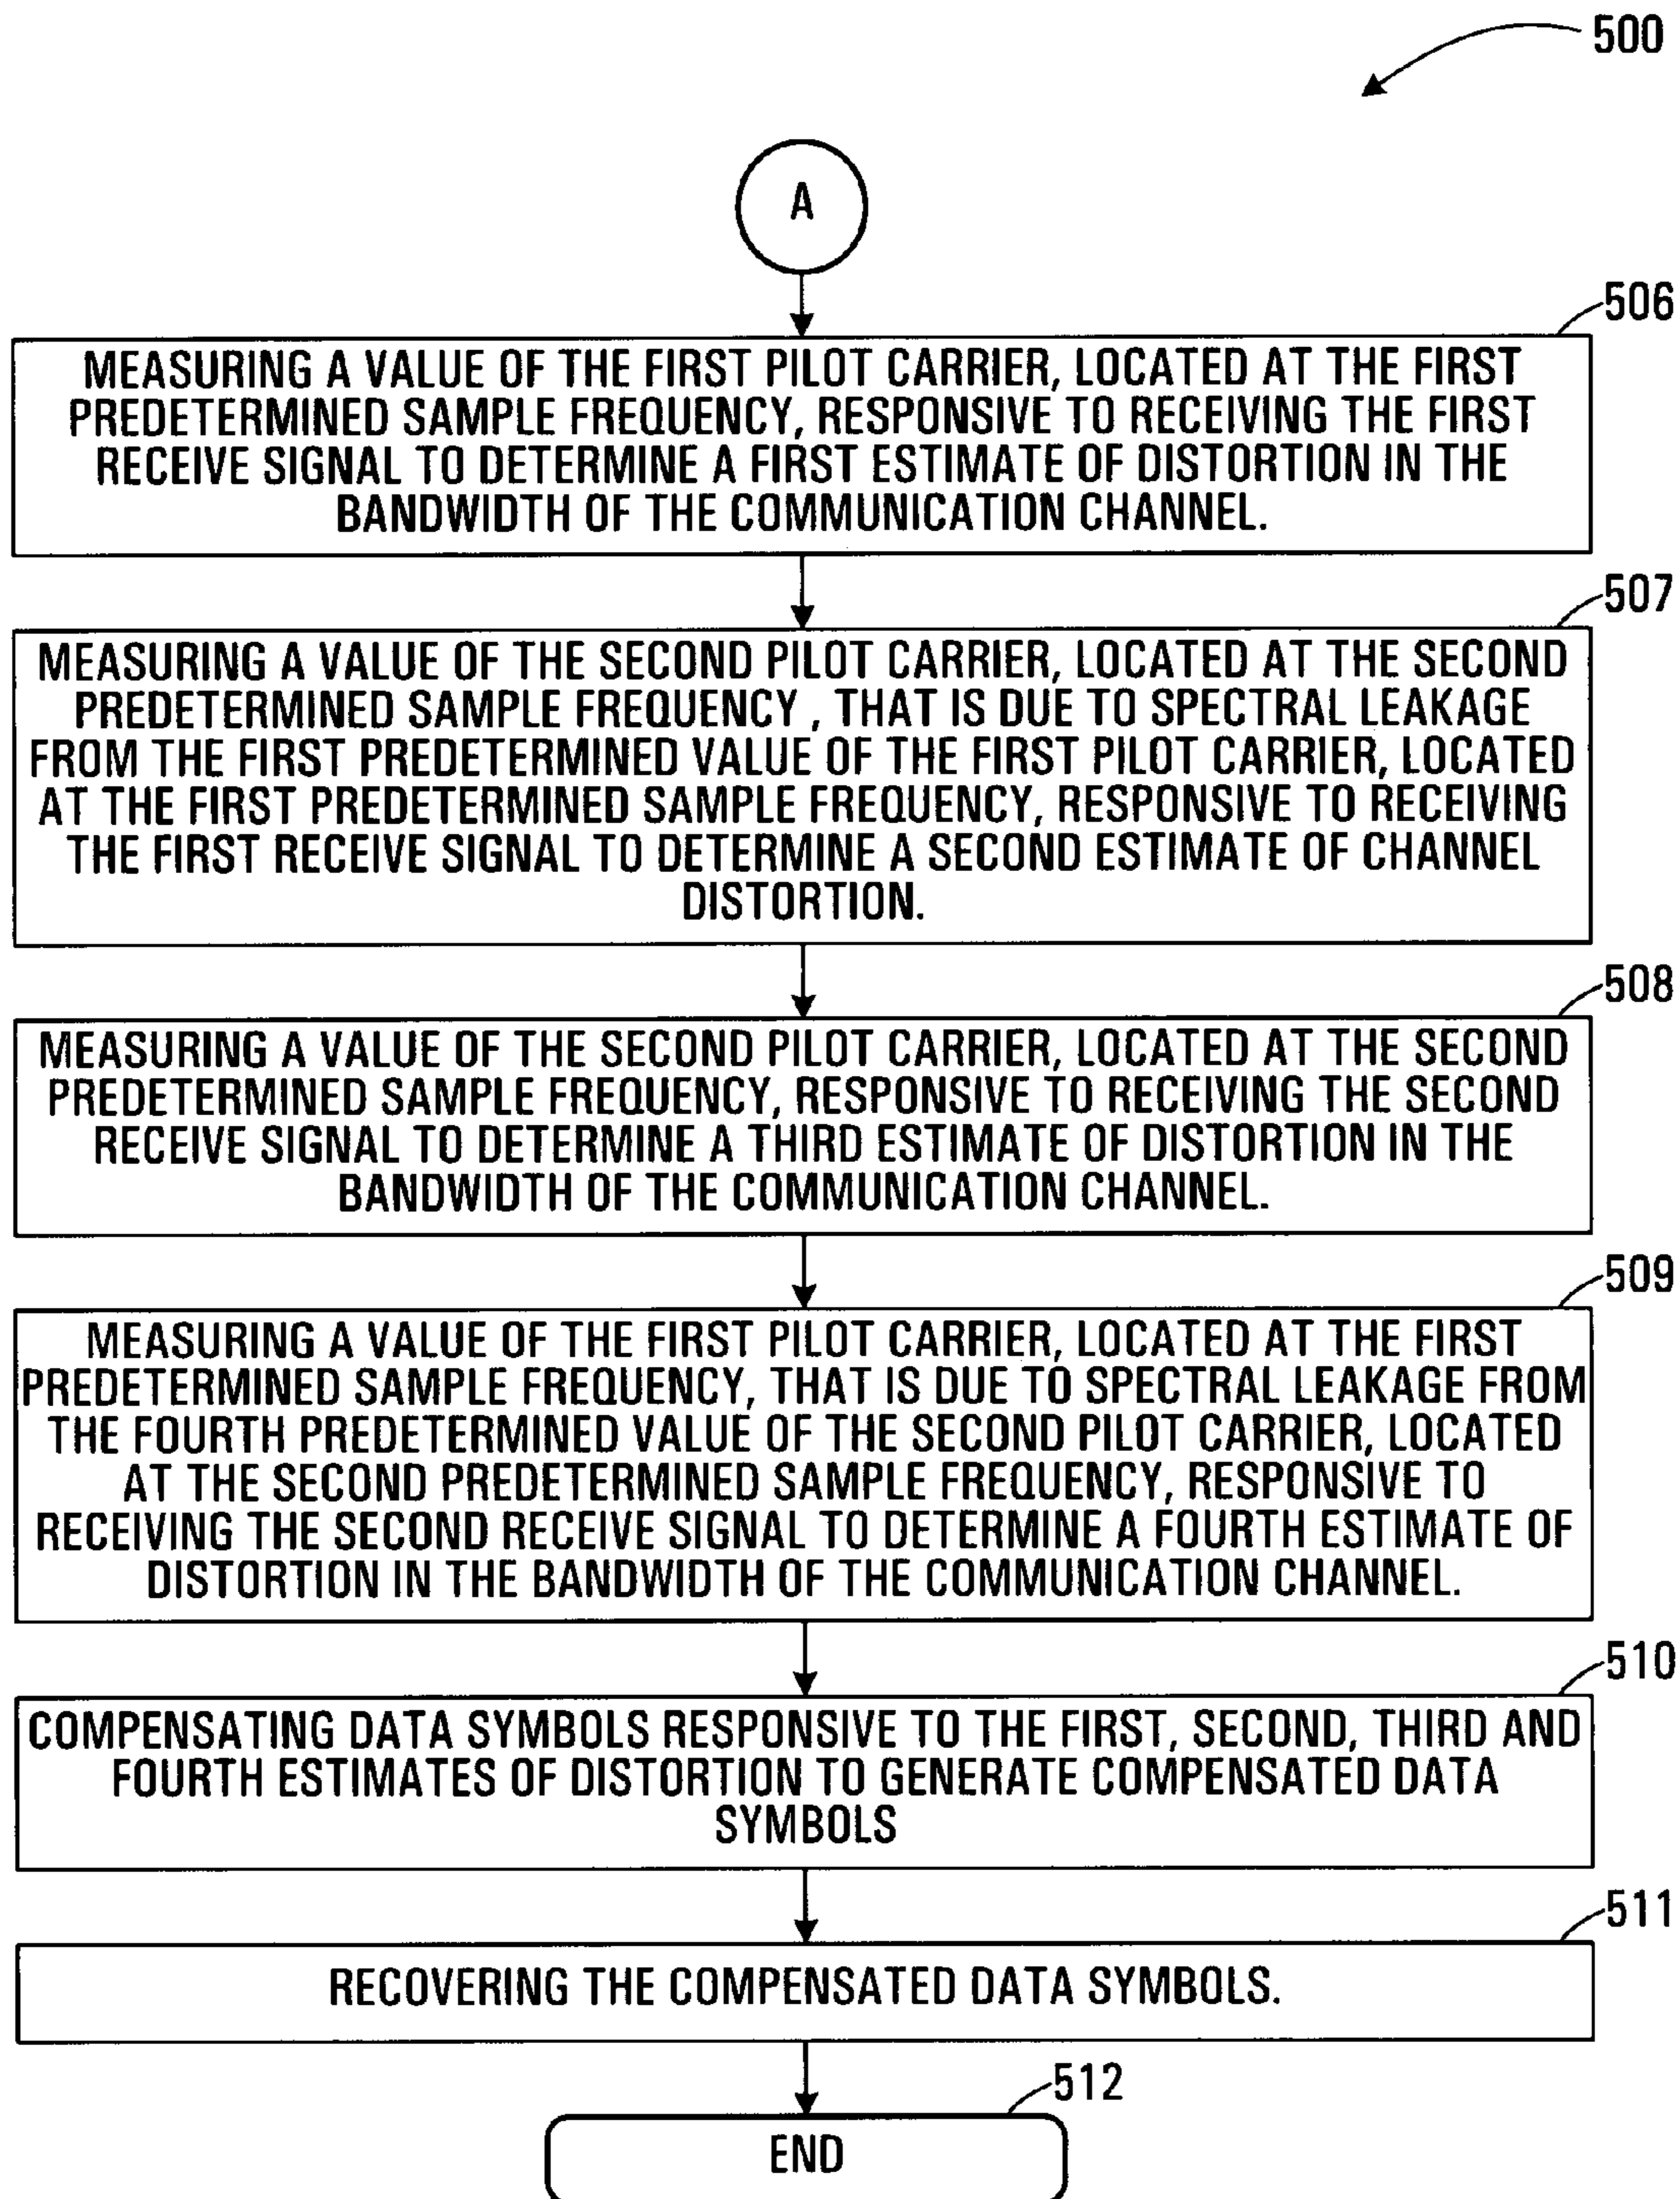 500
A
506
MEASURING A VALUE OF THE FIRST PILOT CARRIER, LOCATED AT THE FIRST
PREDETERMINED SAMPLE FREQUENCY, RESPONSIVE TO RECEIVING THE FIRST
RECEIVE SIGNAL TO DETERMINE A FIRST ESTIMATE OF DISTORTION IN THE
BANDWIDTH OF THE COMMUNICATION CHANNEL.
507
MEASURING A VALUE OF THE SECOND PILOT CARRIER, LOCATED AT THE SECOND
PREDETERMINED SAMPLE FREQUENCY , THAT IS DUE TO SPECTRAL LEAKAGE
FROM THE FIRST PREDETERMINED VALUE OF THE FIRST PILOT CARRIER, LOCATED
AT THE FIRST PREDETERMINED SAMPLE FREQUENCY, RESPONSIVE TO RECEIVING
THE FIRST RECEIVE SIGNAL TO DETERMINE A SECOND ESTIMATE OF CHANNEL
DISTORTION.
508
MEASURING A VALUE OF THE SECOND PILOT CARRIER, LOCATED AT THE SECOND
PREDETERMINED SAMPLE FREQUENCY, RESPONSIVE TO RECEIVING THE SECOND
RECEIVE SIGNAL TO DETERMINE A THIRD ESTIMATE OF DISTORTION IN THE
BANDWIDTH OF THE COMMUNICATION CHANNEL.
509
MEASURING A VALUE OF THE FIRST PILOT CARRIER, LOCATED AT THE FIRST
PREDETERMINED SAMPLE FREQUENCY, THAT IS DUE TO SPECTRAL LEAKAGE FROM
THE FOURTH PREDETERMINED VALUE OF THE SECOND PILOT CARRIER, LOCATED
AT THE SECOND PREDETERMINED SAMPLE FREQUENCY, RESPONSIVE TO
RECEIVING THE SECOND RECEIVE SIGNAL TO DETERMINE A FOURTH ESTIMATE OF
DISTORTION IN THE BANDWIDTH OF THE COMMUNICATION CHANNEL.
510
COMPENSATING DATA SYMBOLS RESPONSIVE TO THE FIRST, SECOND, THIRD AND
FOURTH ESTIMATES OF DISTORTION TO GENERATE COMPENSATED DATA
SYMBOLS
511
RECOVERING THE COMPENSATED DATA SYMBOLS.
512
END